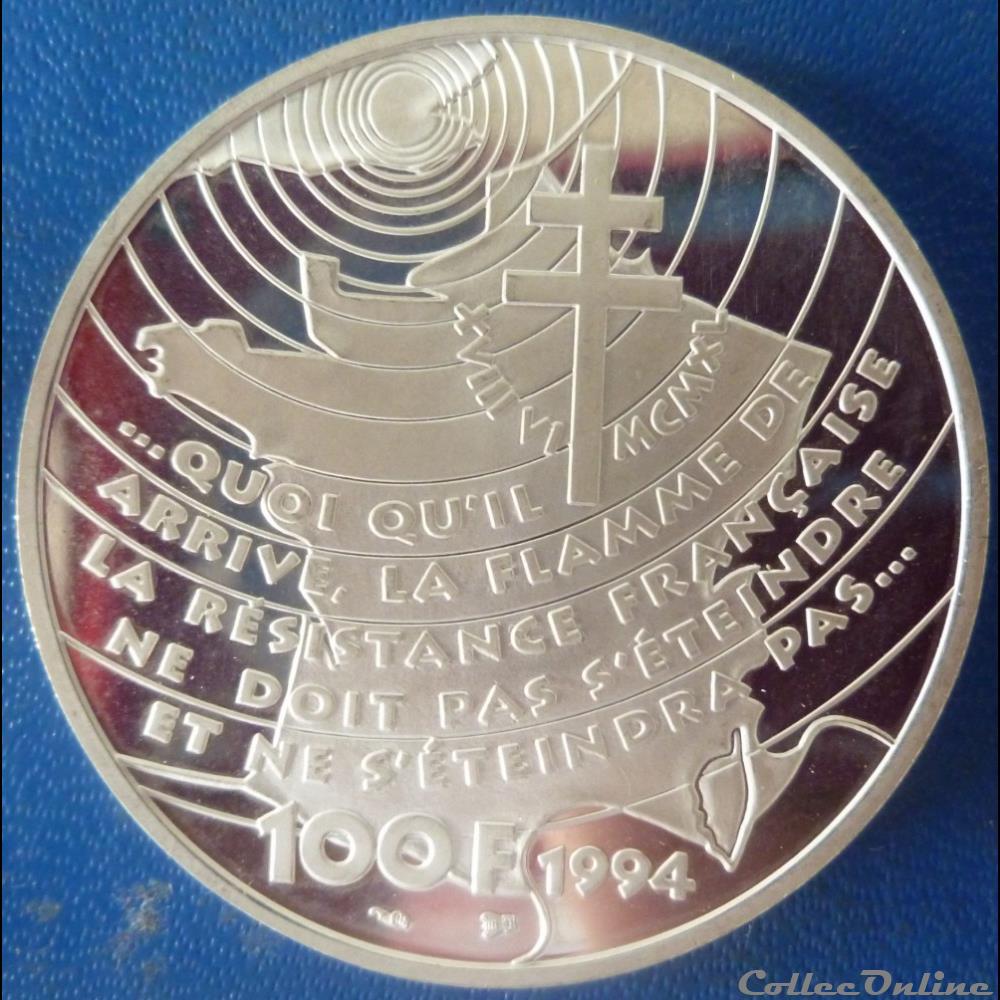 XVIII VI MCMXL
...QUOI QU'IL
ARRIVE, LA FLAMME DE
LA RÉSISTANCE FRANÇAISE
NE DOIT PAS S'ÉTEINDRE
ET NE S'ÉTEINDRA PAS...
100 F 1994
CollecOnline